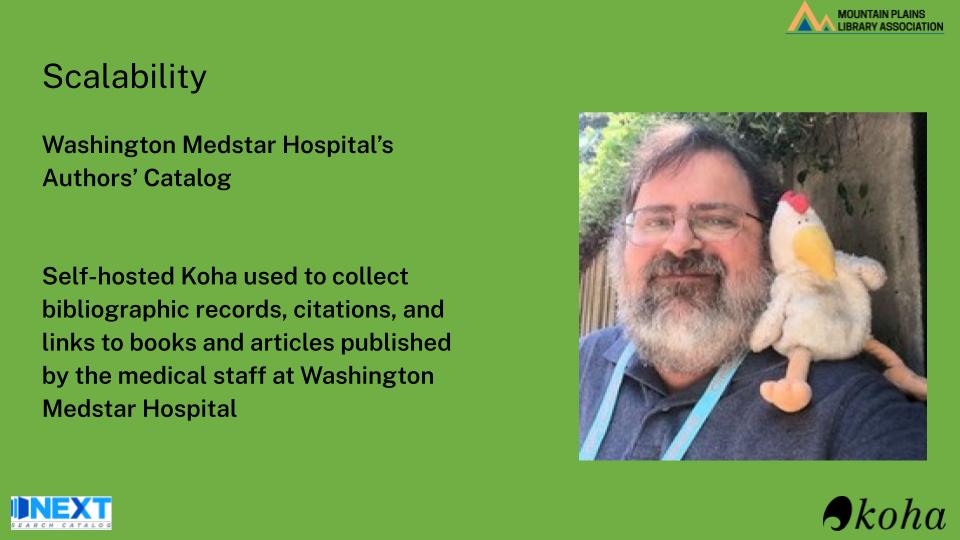 MOUNTAIN PLAINS
LIBRARY ASSOCIATION
Scalability
Washington Medstar Hospital’s
Authors’ Catalog
Self-hosted Koha used to collect
bibliographic records, citations, and
links to books and articles published
by the medical staff at Washington
Medstar Hospital
NEXT
SEARCH CATALOG
koha